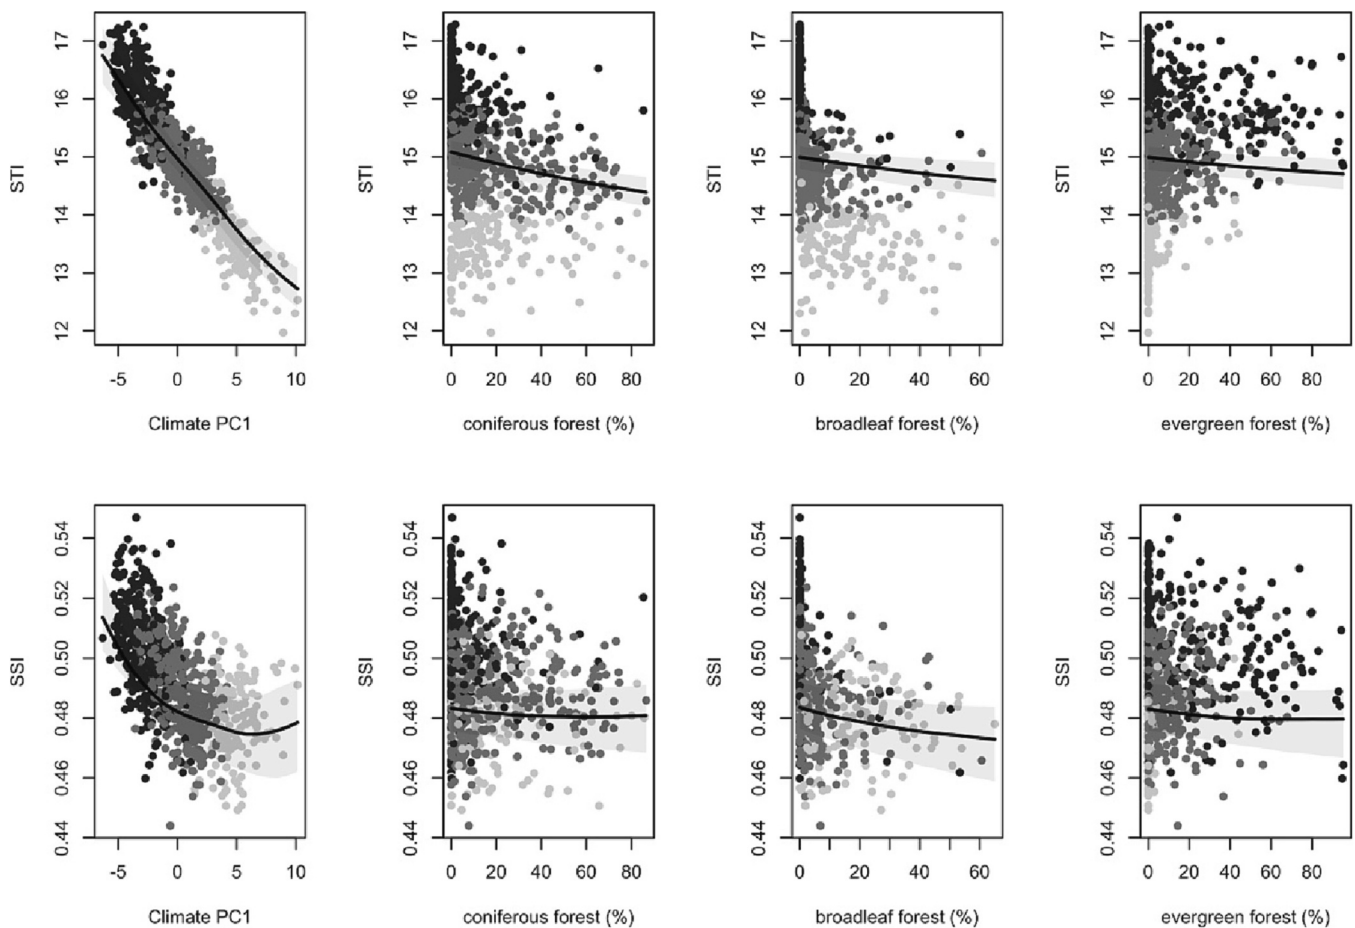 17
16
15
14
13
12
STI
-5 0 5 10
Climate PC1
17
16
15
14
13
12
STI
0 20 40 60 80
coniferous forest (%)
17
16
15
14
13
12
STI
0 20 40 60
broadleaf forest (%)
17
16
15
14
13
12
STI
0 20 40 60 80
evergreen forest (%)
0.54
0.52
0.50
0.48
0.46
0.44
SSI
-5 0 5 10
Climate PC1
0.54
0.52
0.50
0.48
0.46
0.44
SSI
0 20 40 60 80
coniferous forest (%)
0.54
0.52
0.50
0.48
0.46
0.44
SSI
0 20 40 60
broadleaf forest (%)
0.54
0.52
0.50
0.48
0.46
0.44
SSI
0 20 40 60 80
evergreen forest (%)